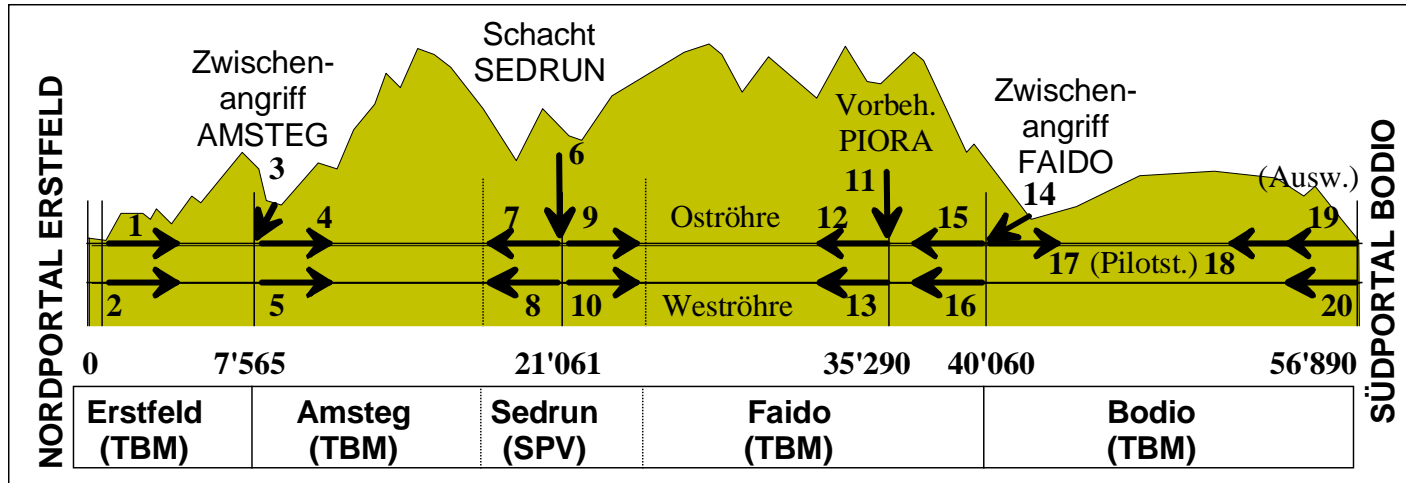 NORDPORTAL ERSTFELD
Zwischen-
angriff
AMSTEG
3
Schacht
SEDRUN
6
Vorbeh.
PIORA
11
Zwischen-
angriff
FAIDO
14
(Ausw.)
SÜDPORTAL BODIO
1 4 7 9 Oströhre 12 15 19
17 (Pilotst.) 18
2 5 8 10 Weströhre 13 16 20
0 7'565 21'061 35'290 40'060 56'890
Erstfeld Amsteg Sedrun Faido Bodio
(TBM) (TBM) (SPV) (TBM) (TBM)